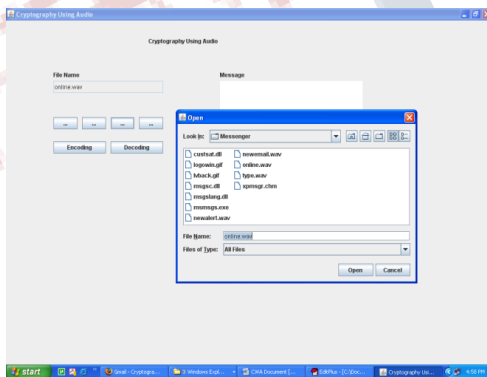 Cryptography Using Audio
Cryptography Using Audio
File Name
Message
online.wav
... ... ... ...
Encoding Decoding
Open
Look In: Messenger
custsat.dll newemail.wav
logowin.gif online.wav
lvback.gif type.wav
msgsc.dll xpmsgr.chm
msgslang.dll
msmsgs.exe
newalert.wav
File Name: online.wav
Files of Type: All Files
Open Cancel
start Gmail - Cryptogra... 3 Windows Expl... CWA Document [... EditPlus - [C:\Doc... Cryptography Usi... 4:58 PM